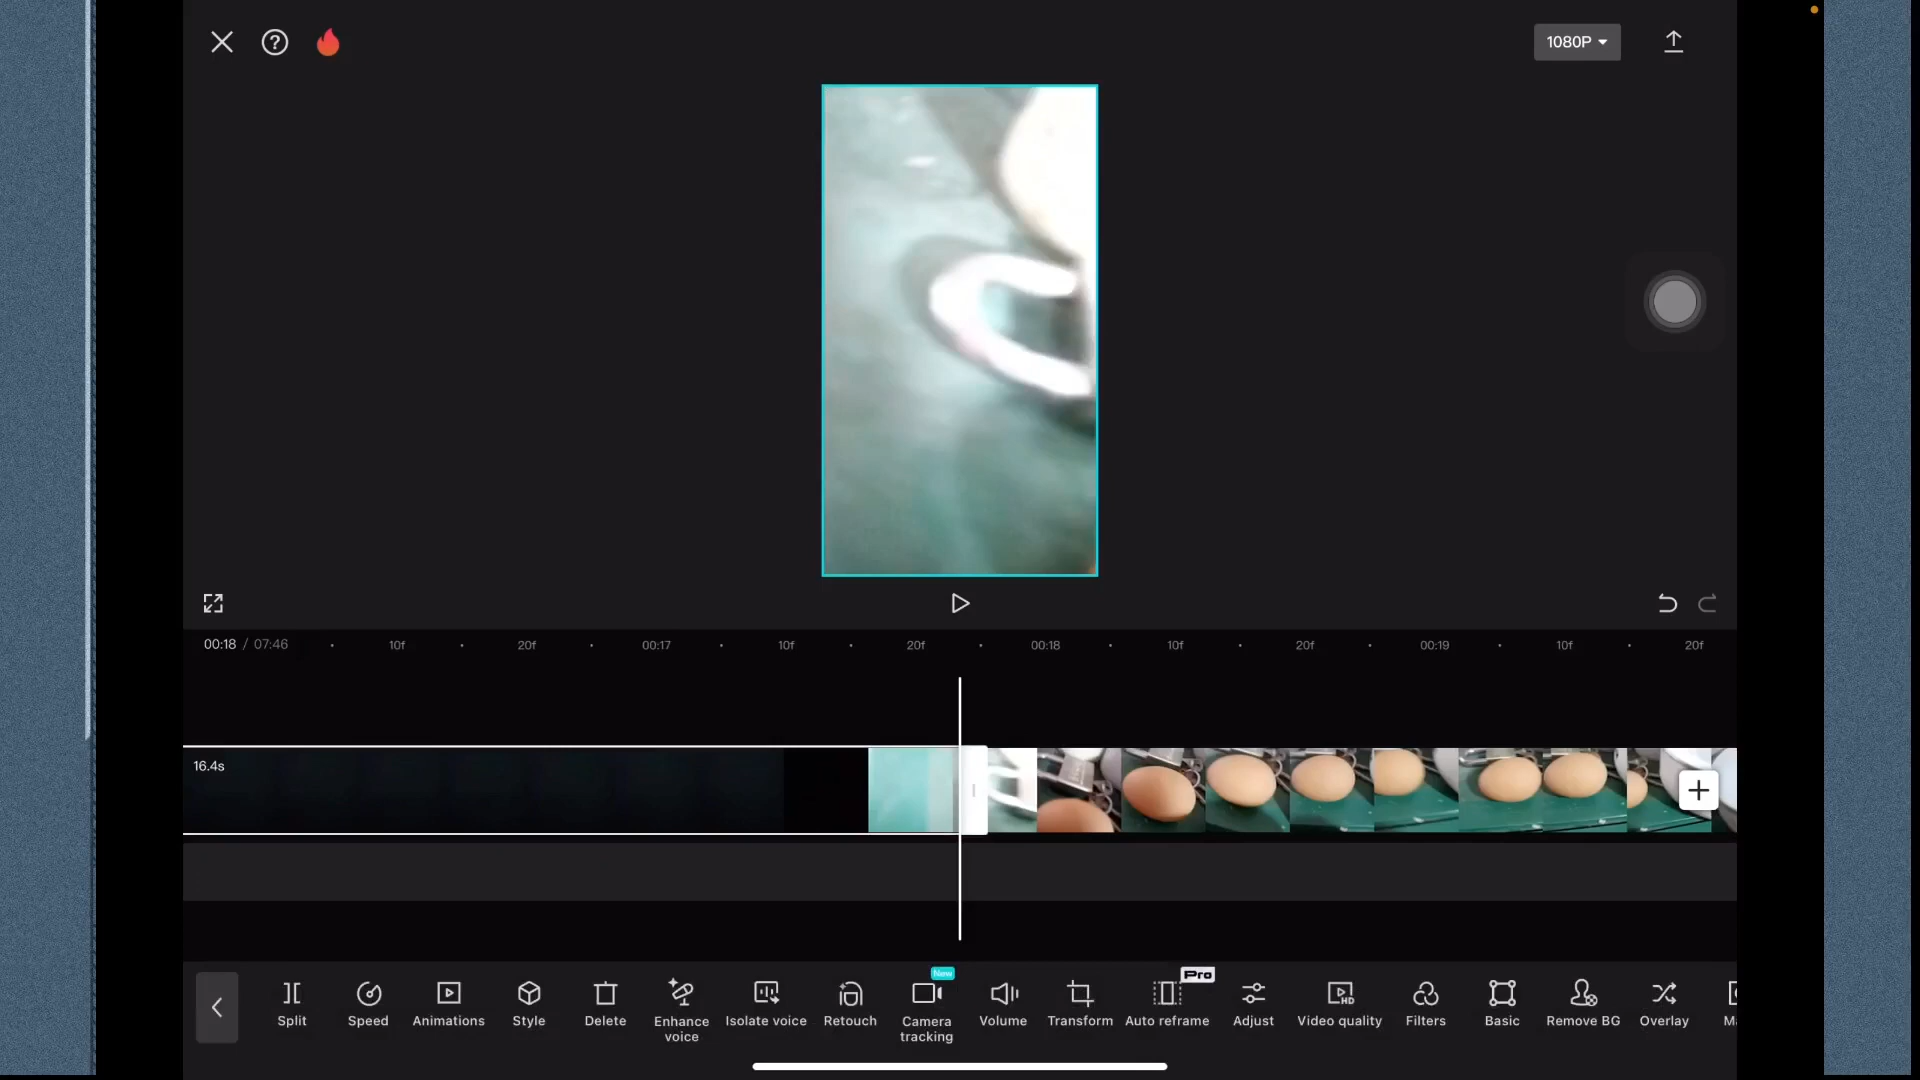 1080P
00:18 / 07:46
10f 20f 00:17 10f 20f 00:18 10f 20f 00:19 10f 20f
16.4s
New
Pro
Split Speed Animations Style Delete Enhance voice Isolate voice Retouch Camera tracking Volume Transform Auto reframe Adjust Video quality Filters Basic Remove BG Overlay